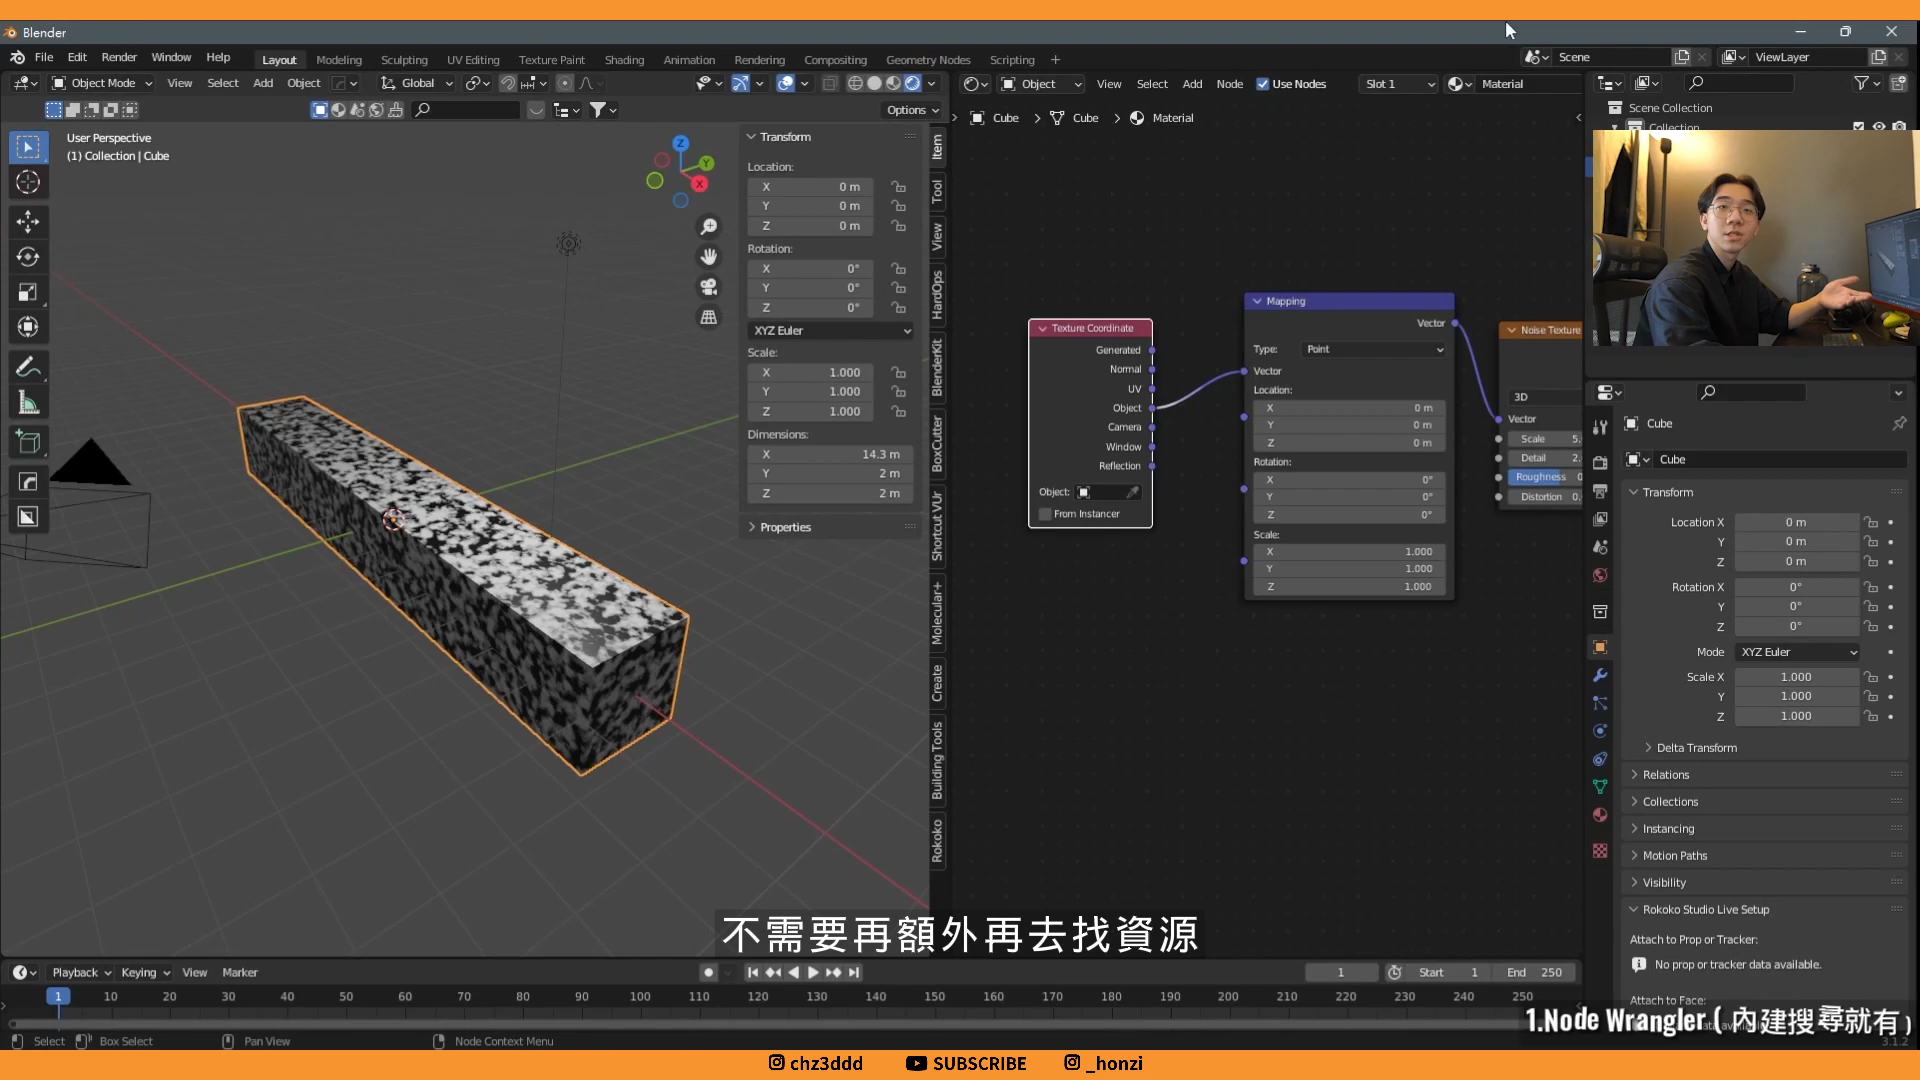 Blender
File Edit Render Window Help Layout Modeling Sculpting UV Editing Texture Paint Shading Animation Rendering Compositing Geometry Nodes Scripting + Scene ViewLayer
Object Mode View Select Add Object Global
Options
User Perspective
(1) Collection | Cube
Z
Y
X
Transform
Location:
X 0 m
Y 0 m
Z 0 m
Rotation:
X 0°
Y 0°
Z 0°
XYZ Euler
Scale:
X 1.000
Y 1.000
Z 1.000
Dimensions:
X 14.3 m
Y 2 m
Z 2 m
Properties
Item
Tool
View
HardOps
BlenderKit
BoxCutter
Shortcut VUr
Molecular+
Create
Building Tools
Rokoko
Object View Select Add Node Use Nodes Slot 1 Material
Cube > Cube > Material
Texture Coordinate
Generated
Normal
UV
Object
Camera
Window
Reflection
Object:
From Instancer
Mapping
Vector
Type: Point
Vector
Location:
X 0 m
Y 0 m
Z 0 m
Rotation:
X 0°
Y 0°
Z 0°
Scale:
X 1.000
Y 1.000
Z 1.000
Noise Texture
3D
Vector
Scale 5.
Detail 2.
Roughness 0
Distortion 0.
Scene Collection
Collection
Cube
Cube
Transform
Location X 0 m
Y 0 m
Z 0 m
Rotation X 0°
Y 0°
Z 0°
Mode XYZ Euler
Scale X 1.000
Y 1.000
Z 1.000
Delta Transform
Relations
Collections
Instancing
Motion Paths
Visibility
Rokoko Studio Live Setup
Attach to Prop or Tracker:
No prop or tracker data available.
Attach to Face:
不需要再額外再去找資源
Playback Keying View Marker 1 Start 1 End 250
1 10 20 30 40 50 60 70 80 90 100 110 120 130 140 150 160 170 180 190 200 210 220 230 240 250
1.Node Wrangler ( 內建搜尋就有 )
Select Box Select Pan View Node Context Menu 3.1.2
chz3ddd SUBSCRIBE _honzi